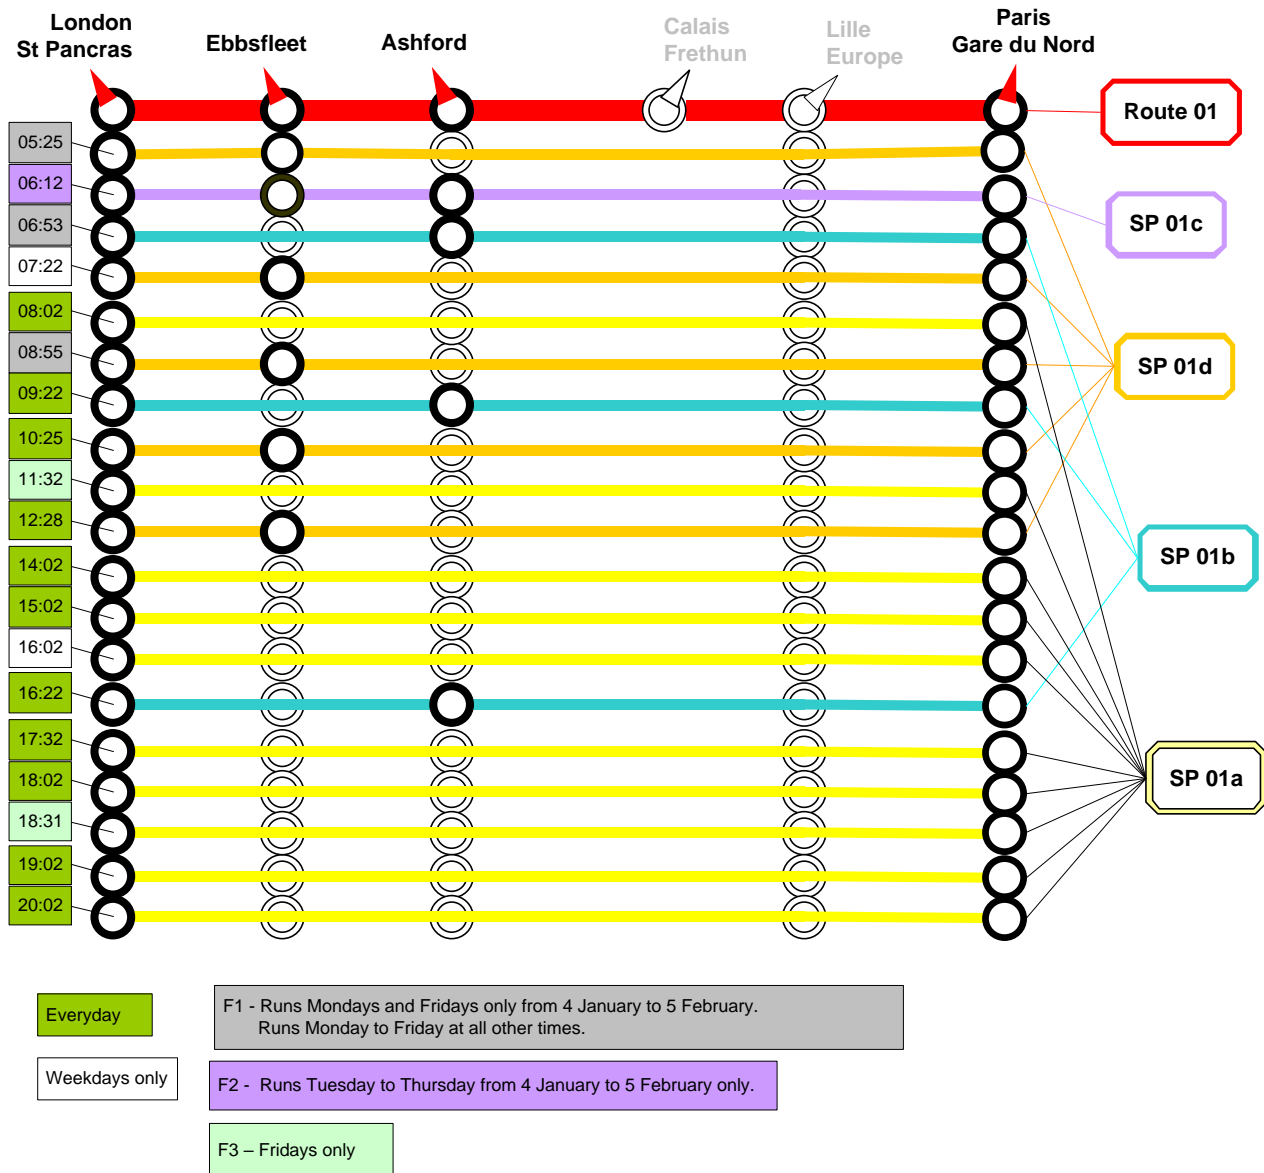 London
St Pancras
Ebbsfleet
Ashford
Calais
Frethun
Lille
Europe
Paris
Gare du Nord
Route 01
05:25
06:12
SP 01c
06:53
07:22
08:02
08:55
SP 01d
09:22
10:25
11:32
12:28
14:02
SP 01b
15:02
16:02
16:22
17:32
18:02
SP 01a
18:31
19:02
20:02
Everyday
F1 - Runs Mondays and Fridays only from 4 January to 5 February.
Runs Monday to Friday at all other times.
Weekdays only
F2 - Runs Tuesday to Thursday from 4 January to 5 February only.
F3 – Fridays only